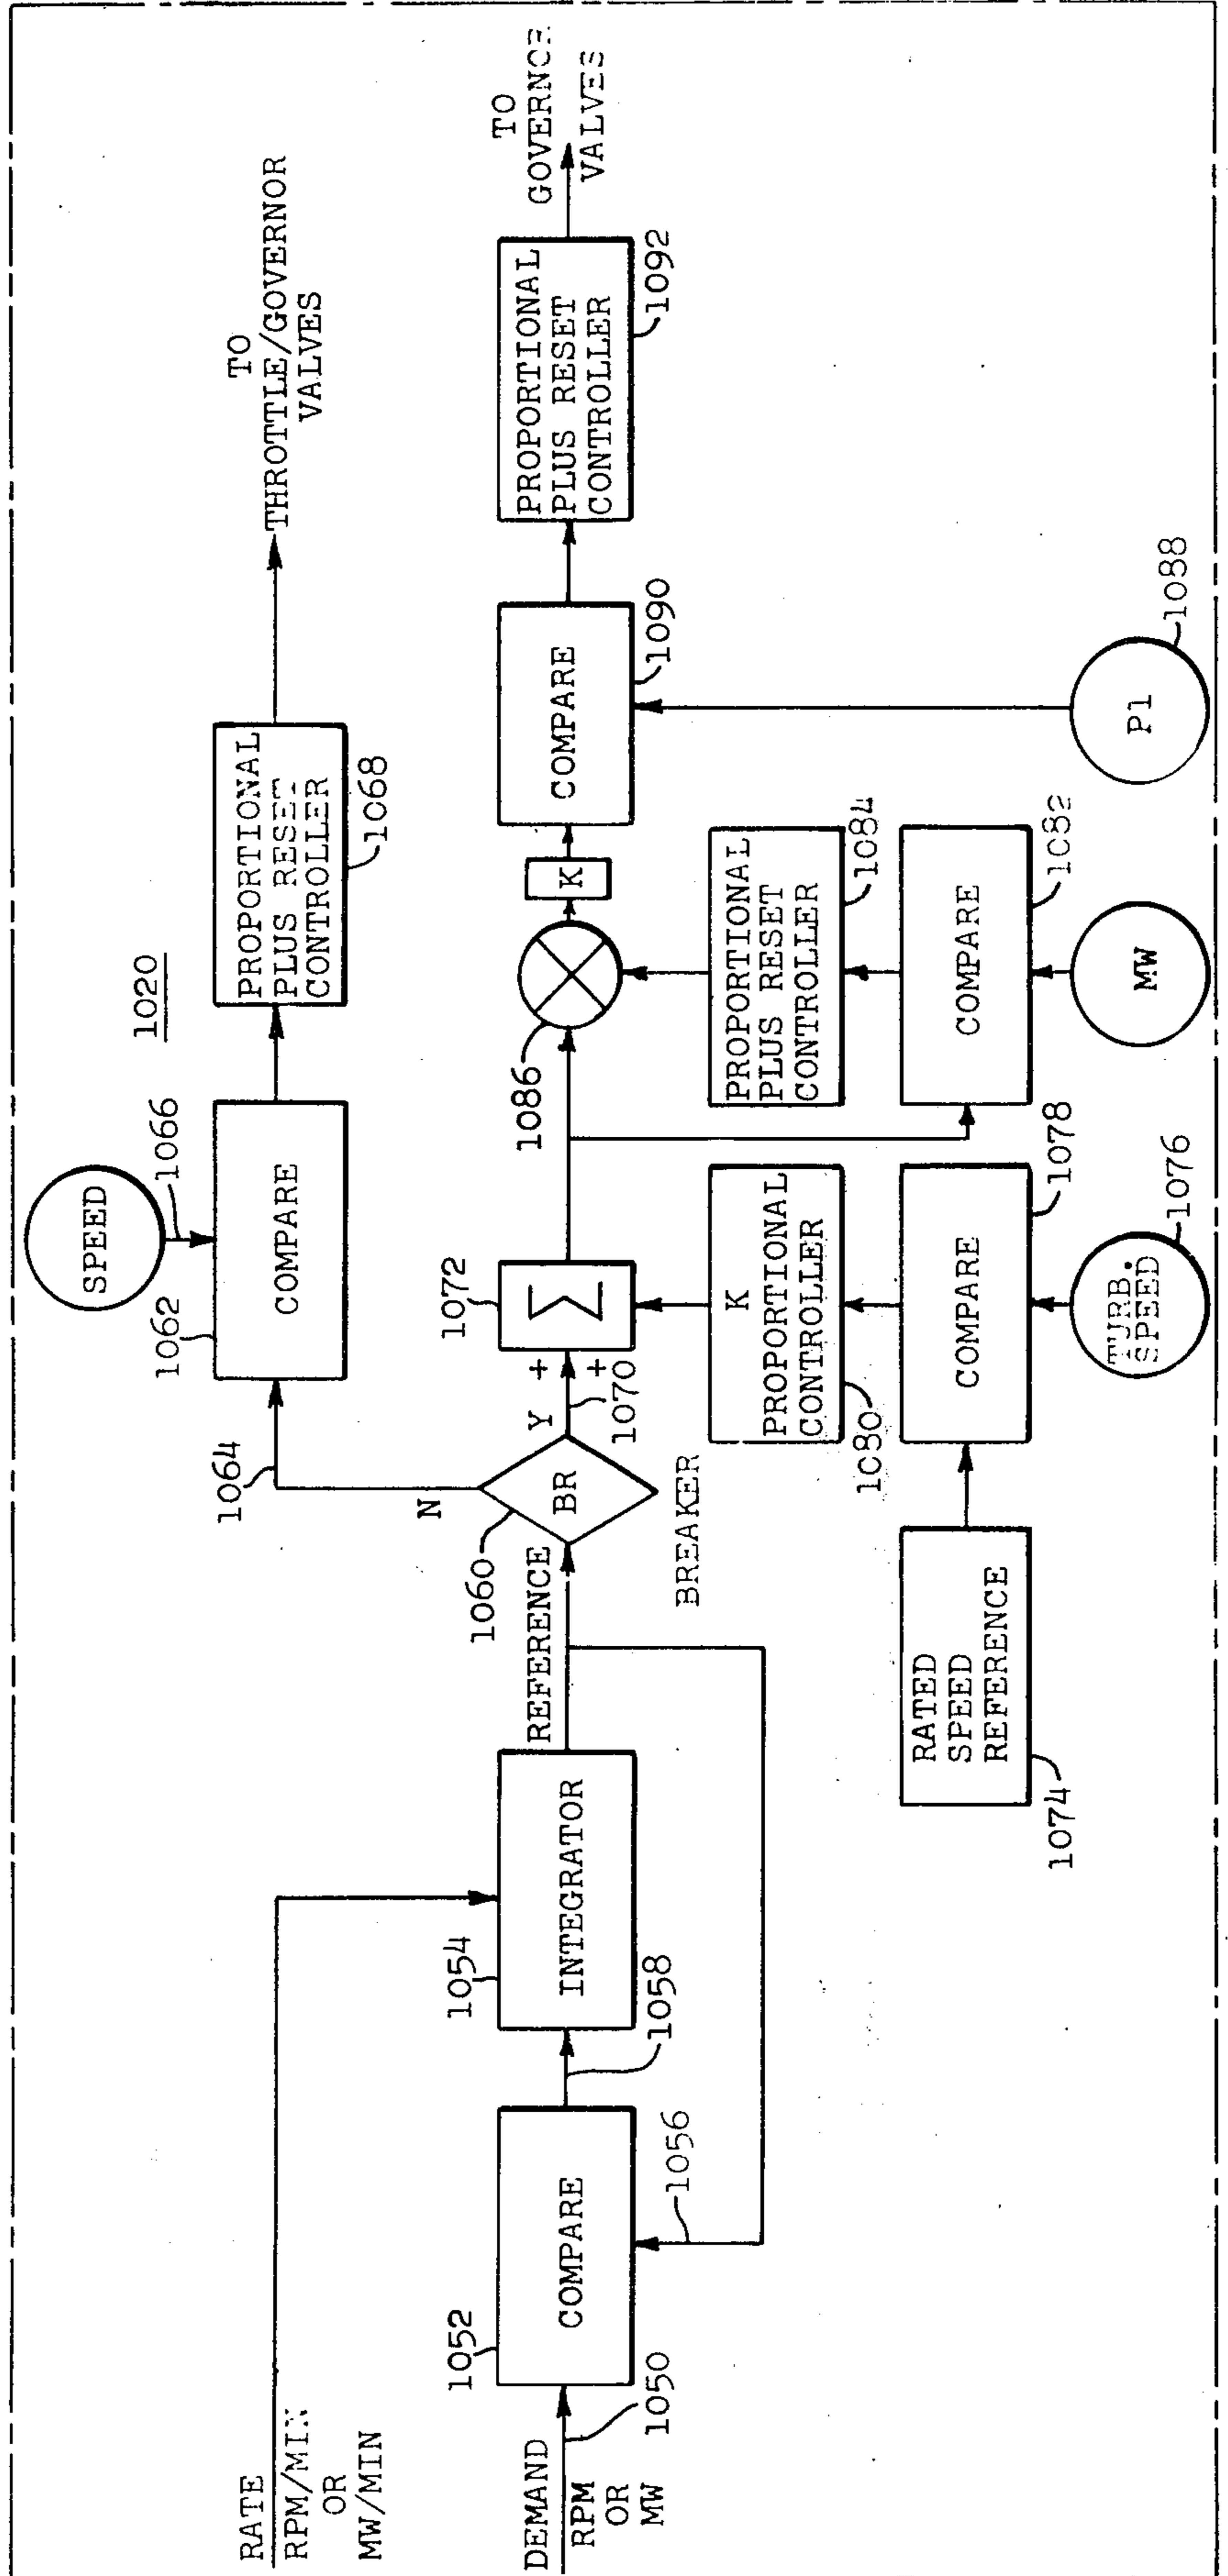 RATE
RPM/MIN
OR
MW/MIN
DEMAND
RPM
OR
MW
1050
1052
COMPARE
1056
1058
1054
INTEGRATOR
REFERENCE
1060
BR
BREAKER
N
Y
+
+
1064
1070
1062
COMPARE
SPEED
1066
1020
PROPORTIONAL
PLUS RESET
CONTROLLER
1068
TO
THROTTLE/GOVERNOR
VALVES
1072
Σ
K
PROPORTIONAL
CONTROLLER
1080
RATED
SPEED
REFERENCE
1074
COMPARE
1078
TURB.
SPEED
1076
1086
PROPORTIONAL
PLUS RESET
CONTROLLER
1084
COMPARE
1082
MW
K
COMPARE
1090
P1
1088
PROPORTIONAL
PLUS RESET
CONTROLLER
1092
TO
GOVERNOR
VALVES